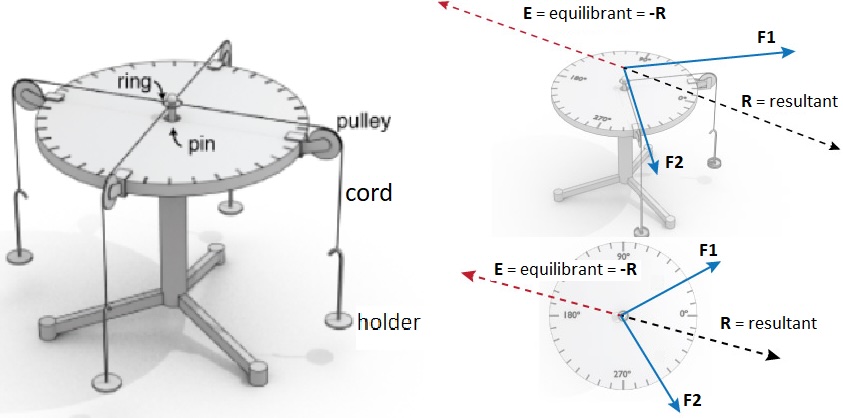 ring
pin
pulley
cord
holder
E = equilibrant = -R
F1
90°
180°
0°
270°
R = resultant
F2
E = equilibrant = -R
F1
90°
180°
0°
R = resultant
270°
F2